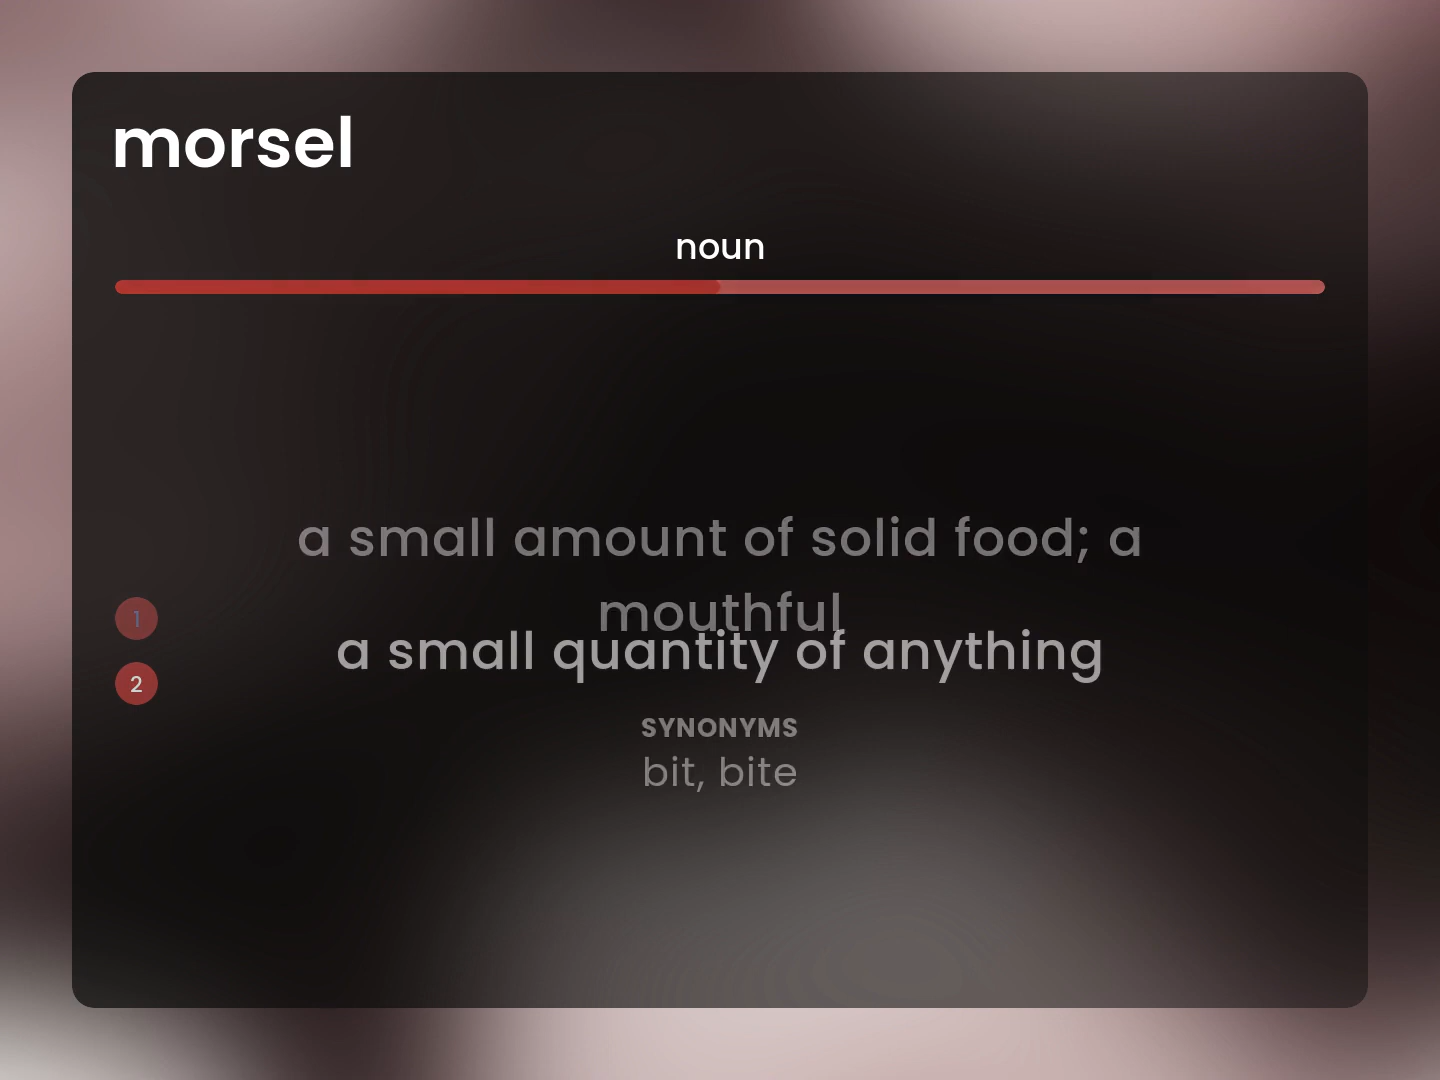 morsel
noun
a small amount of solid food; a
mouthful
1
a small quantity of anything
2
SYNONYMS
bit, bite